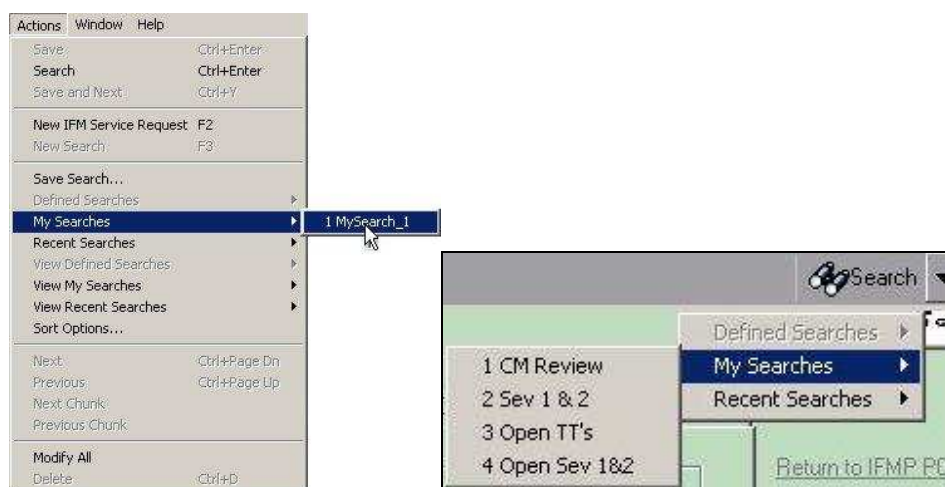 Actions Window Help
Save Ctrl+Enter
Search Ctrl+Enter
Save and Next Ctrl+Y
New IFM Service Request F2
New Search F3
Save Search...
Defined Searches
My Searches
1 MySearch_1
Recent Searches
View Defined Searches
View My Searches
View Recent Searches
Sort Options...
Next Ctrl+Page Dn
Previous Ctrl+Page Up
Next Chunk
Previous Chunk
Modify All
Delete Ctrl+D
Search
Defined Searches
My Searches
Recent Searches
1 CM Review
2 Sev 1 & 2
3 Open TT's
4 Open Sev 1&2
Return to IFMP